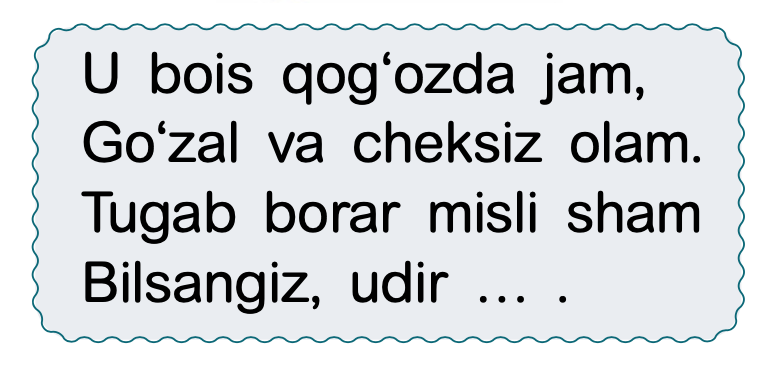 U bois qog‘ozda jam,
Go‘zal va cheksiz olam.
Tugab borar misli sham
Bilsangiz, udir ... .